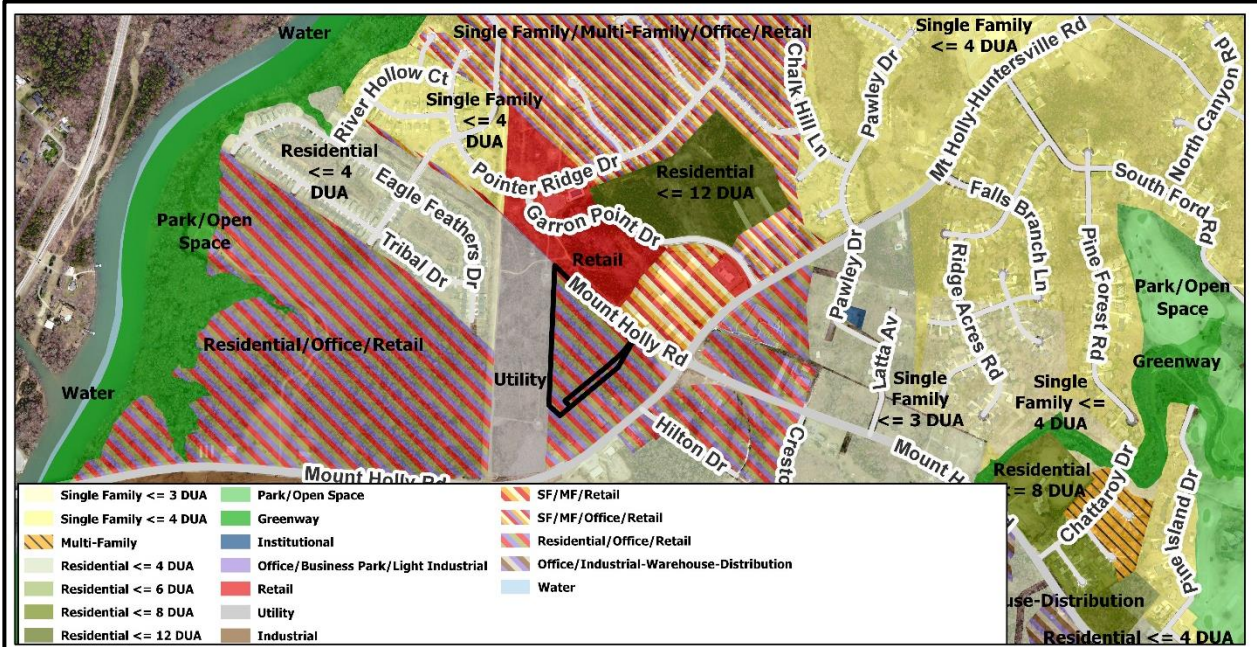 Water
Single Family/Multi-Family/Office/Retail
Single Family
<= 4 DUA
Mt Holly-Huntersville Rd
North Canyon Rd
Chalk Hill Ln
Pawley Dr
River Hollow Ct
Single Family
<= 4
DUA
Residential
<= 4
DUA
Pointer Ridge Dr
Residential
<= 12 DUA
Eagle Feathers Dr
Garron Point Dr
South Ford Rd
Falls Branch Ln
Park/Open
Space
Tribal Dr
Retail
Pawley Dr
Ridge Acres Rd
Pine Forest Rd
Park/Open
Space
Mount Holly Rd
Latta Av
Residential/Office/Retail
Greenway
Water
Utility
Single
Family
<= 3 DUA
Single
Family <=
4 DUA
Hilton Dr
Mount Holly Rd
Mount H
Residential
<= 8 DUA
Chattaroy Dr
Pine Island Dr
use-Distribution
Residential <= 4 DUA
Single Family <= 3 DUA
Single Family <= 4 DUA
Multi-Family
Residential <= 4 DUA
Residential <= 6 DUA
Residential <= 8 DUA
Residential <= 12 DUA
Park/Open Space
Greenway
Institutional
Office/Business Park/Light Industrial
Retail
Utility
Industrial
SF/MF/Retail
SF/MF/Office/Retail
Residential/Office/Retail
Office/Industrial-Warehouse-Distribution
Water